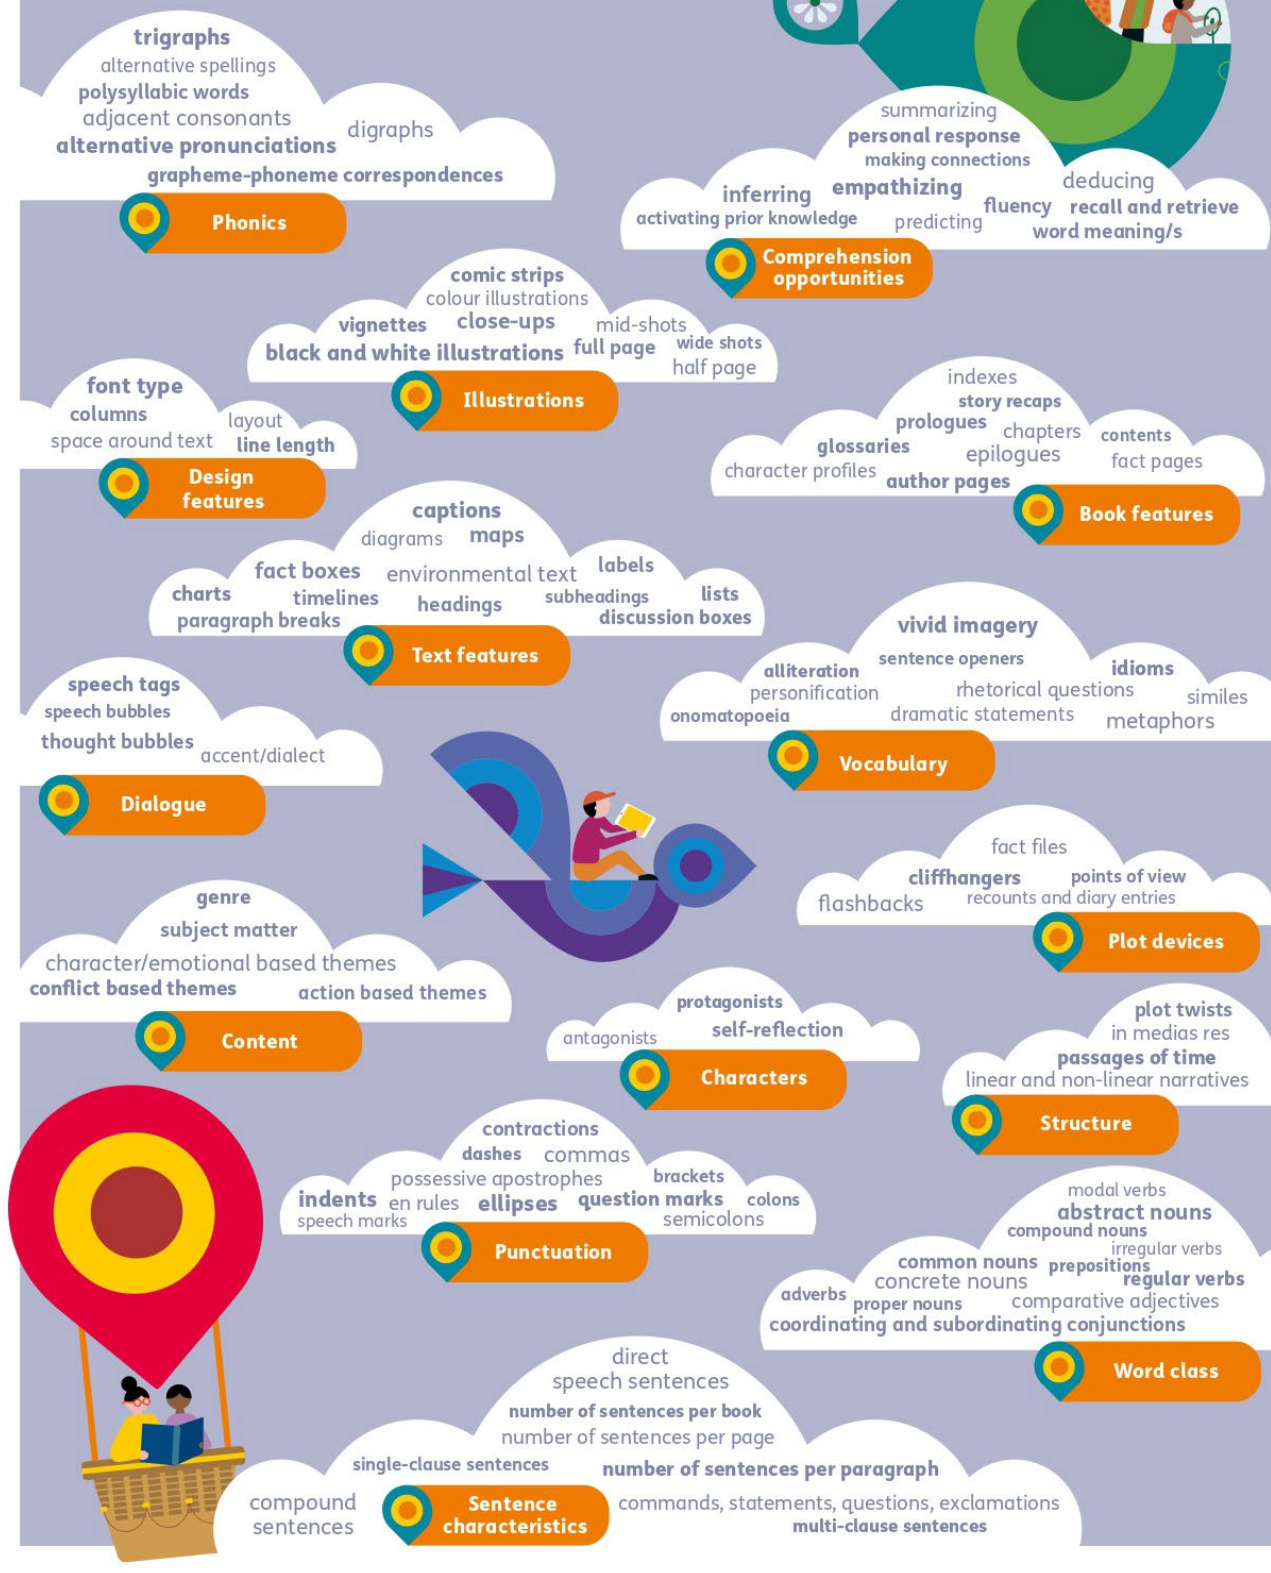 trigraphs
alternative spellings
polysyllabic words
adjacent consonants
digraphs
alternative pronunciations
grapheme-phoneme correspondences
Phonics
summarizing
personal response
making connections
inferring
empathizing
deducing
activating prior knowledge
predicting
fluency
recall and retrieve
word meaning/s
Comprehension
opportunities
comic strips
colour illustrations
vignettes
close-ups
mid-shots
black and white illustrations
full page
wide shots
half page
Illustrations
font type
columns
layout
space around text
line length
Design
features
indexes
story recaps
prologues
chapters
contents
glossaries
epilogues
fact pages
character profiles
author pages
Book features
captions
diagrams
maps
fact boxes
environmental text
labels
charts
timelines
headings
subheadings
lists
paragraph breaks
discussion boxes
Text features
vivid imagery
alliteration
sentence openers
idioms
personification
rhetorical questions
similes
onomatopoeia
dramatic statements
metaphors
Vocabulary
speech tags
speech bubbles
thought bubbles
accent/dialect
Dialogue
fact files
cliffhangers
points of view
flashbacks
recounts and diary entries
Plot devices
genre
subject matter
character/emotional based themes
conflict based themes
action based themes
Content
protagonists
antagonists
self-reflection
Characters
plot twists
in medias res
passages of time
linear and non-linear narratives
Structure
contractions
dashes
commas
possessive apostrophes
brackets
indents
en rules
ellipses
question marks
colons
speech marks
semicolons
Punctuation
modal verbs
abstract nouns
compound nouns
irregular verbs
common nouns
prepositions
concrete nouns
regular verbs
adverbs
proper nouns
comparative adjectives
coordinating and subordinating conjunctions
Word class
direct
speech sentences
number of sentences per book
number of sentences per page
single-clause sentences
number of sentences per paragraph
compound
sentences
commands, statements, questions, exclamations
multi-clause sentences
Sentence
characteristics